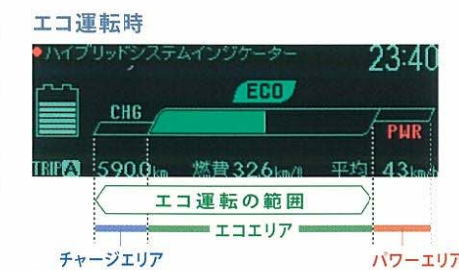 エコ運転時
ハイブリッドシステムインジケーター 23:40
ECO
CHG
PWR
TRIP A 590.0km 燃費 32.6km/ℓ 平均 43km/h
エコ運転の範囲
エコエリア
チャージエリア パワーエリア